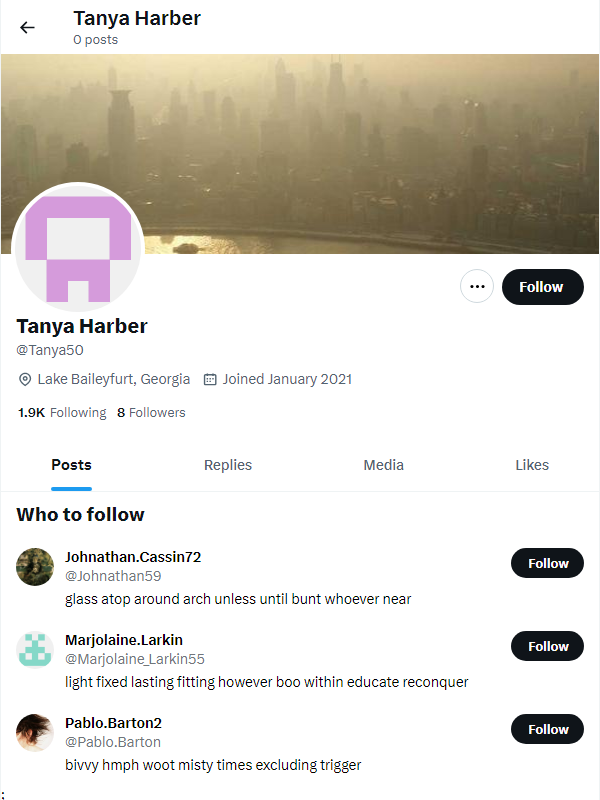 Tanya Harber
0 posts
Follow
Tanya Harber
@Tanya50
Lake Baileyfurt, Georgia Joined January 2021
1.9K Following 8 Followers
Posts Replies Media Likes
Who to follow
Johnathan.Cassin72
@Johnathan59
Follow
glass atop around arch unless until bunt whoever near
Marjolaine.Larkin
@Marjolaine_Larkin55
Follow
light fixed lasting fitting however boo within educate reconquer
Pablo.Barton2
@Pablo.Barton
Follow
bivvy hmph woot misty times excluding trigger
;